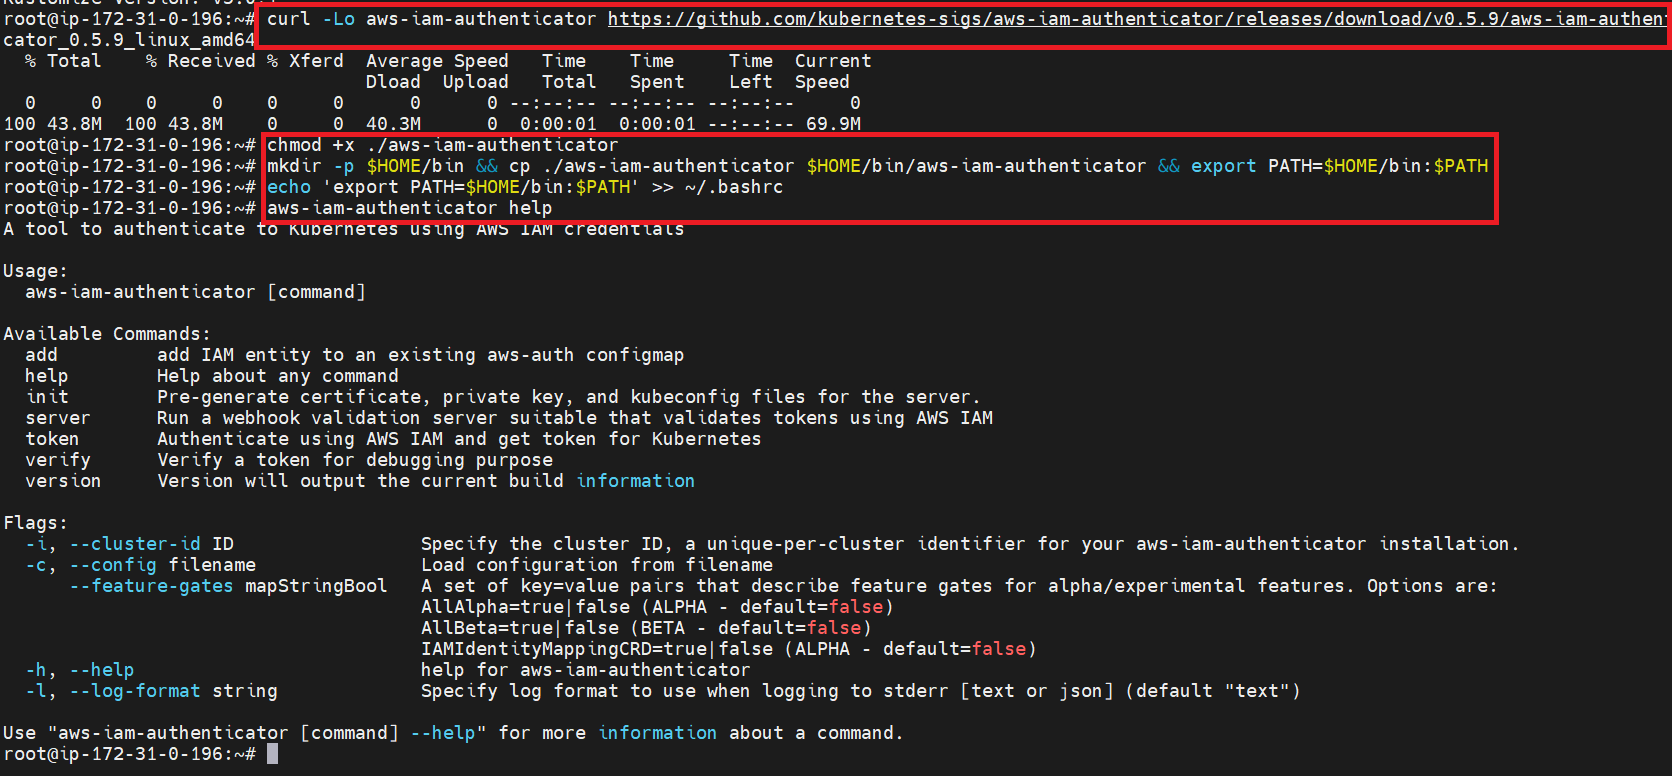 Kustomize Version: v5.0.
root@ip-172-31-0-196:~# curl -Lo aws-iam-authenticator https://github.com/kubernetes-sigs/aws-iam-authenticator/releases/download/v0.5.9/aws-iam-authenti
cator_0.5.9_linux_amd64
% Total % Received % Xferd Average Speed Time Time Time Current
Dload Upload Total Spent Left Speed
0 0 0 0 0 0 0 0 --:--:-- --:--:-- --:--:-- 0
100 43.8M 100 43.8M 0 0 40.3M 0 0:00:01 0:00:01 --:--:-- 69.9M
root@ip-172-31-0-196:~# chmod +x ./aws-iam-authenticator
root@ip-172-31-0-196:~# mkdir -p $HOME/bin && cp ./aws-iam-authenticator $HOME/bin/aws-iam-authenticator && export PATH=$HOME/bin:$PATH
root@ip-172-31-0-196:~# echo 'export PATH=$HOME/bin:$PATH' >> ~/.bashrc
root@ip-172-31-0-196:~# aws-iam-authenticator help
A tool to authenticate to Kubernetes using AWS IAM credentials
Usage:
aws-iam-authenticator [command]
Available Commands:
add add IAM entity to an existing aws-auth configmap
help Help about any command
init Pre-generate certificate, private key, and kubeconfig files for the server.
server Run a webhook validation server suitable that validates tokens using AWS IAM
token Authenticate using AWS IAM and get token for Kubernetes
verify Verify a token for debugging purpose
version Version will output the current build information
Flags:
-i, --cluster-id ID Specify the cluster ID, a unique-per-cluster identifier for your aws-iam-authenticator installation.
-c, --config filename Load configuration from filename
--feature-gates mapStringBool A set of key=value pairs that describe feature gates for alpha/experimental features. Options are:
AllAlpha=true|false (ALPHA - default=false)
AllBeta=true|false (BETA - default=false)
IAMIdentityMappingCRD=true|false (ALPHA - default=false)
-h, --help help for aws-iam-authenticator
-l, --log-format string Specify log format to use when logging to stderr [text or json] (default "text")
Use "aws-iam-authenticator [command] --help" for more information about a command.
root@ip-172-31-0-196:~#